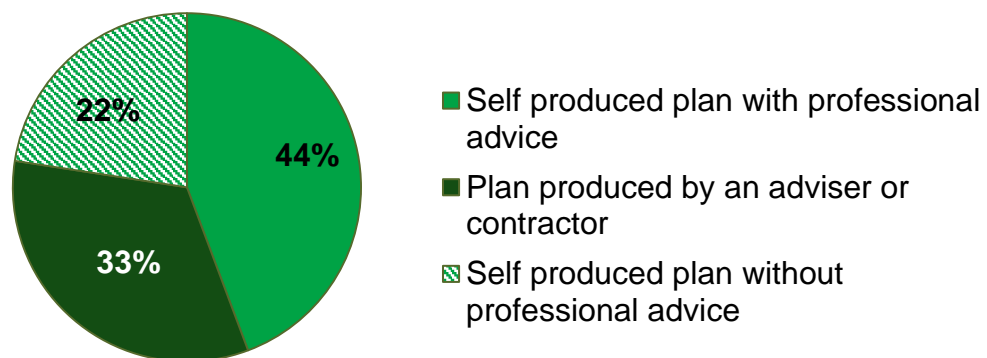 22%
44%
33%
Self produced plan with professional
advice
Plan produced by an adviser or
contractor
Self produced plan without
professional advice